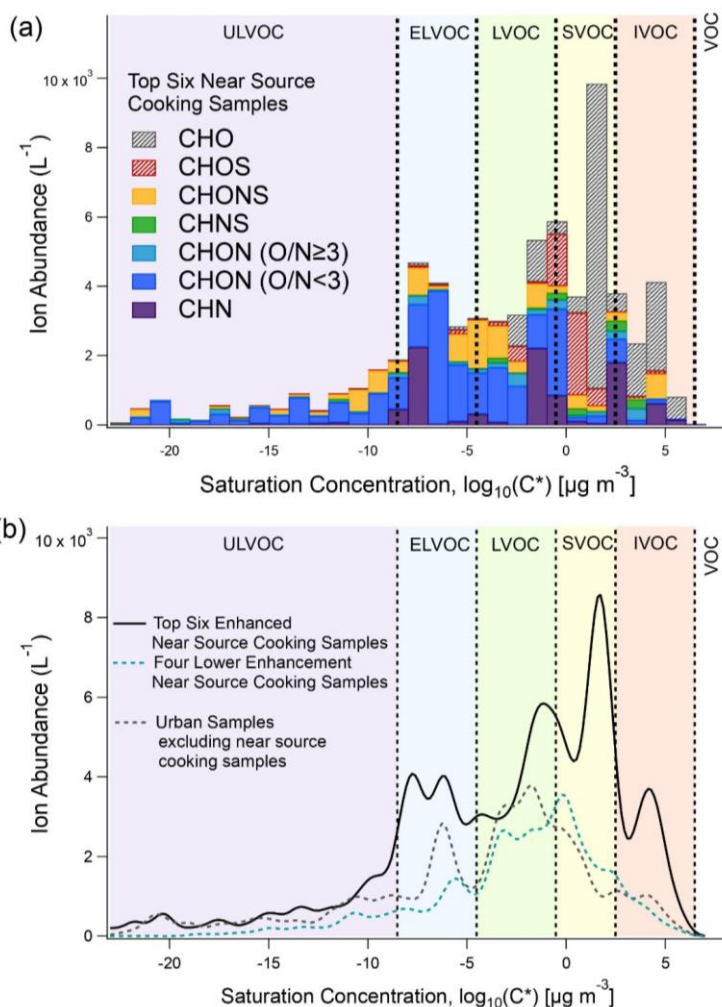 (a)
ULVOC
ELVOC
LVOC
SVOC
IVOC
VOC
10 x 10³
8
6
4
2
0
Ion Abundance (L⁻¹)
Top Six Near Source
Cooking Samples
CHO
CHOS
CHONS
CHNS
CHON (O/N≥3)
CHON (O/N<3)
CHN
-20
-15
-10
-5
0
5
Saturation Concentration, log₁₀(C*) [µg m⁻³]
b)
ULVOC
ELVOC
LVOC
SVOC
IVOC
VOC
10 x 10³
8
6
4
2
0
Ion Abundance (L⁻¹)
Top Six Enhanced
Near Source Cooking Samples
Four Lower Enhancement
Near Source Cooking Samples
Urban Samples
excluding near source
cooking samples
-20
-15
-10
-5
0
5
Saturation Concentration, log₁₀(C*) [µg m⁻³]